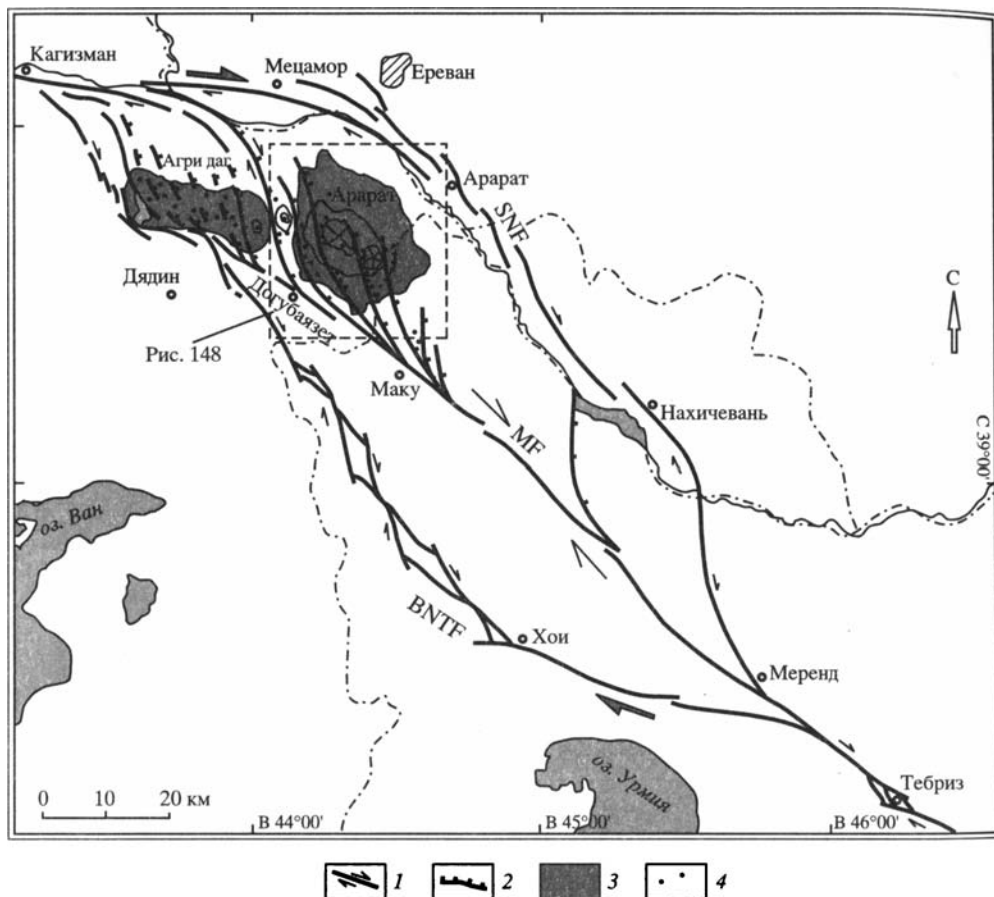 Кагизман
Мецамор
Ереван
Агри даг
Арарат
Арарат
SNF
С
Дядин
Догубаязет
Рис. 148
Маку
MF
Нахичевань
С 39°00'
оз. Ван
BNTF
Хои
Меренд
оз. Урмия
Тебриз
0 10 20 км
В 44°00'
В 45°00'
В 46°00'
1 2 3 4